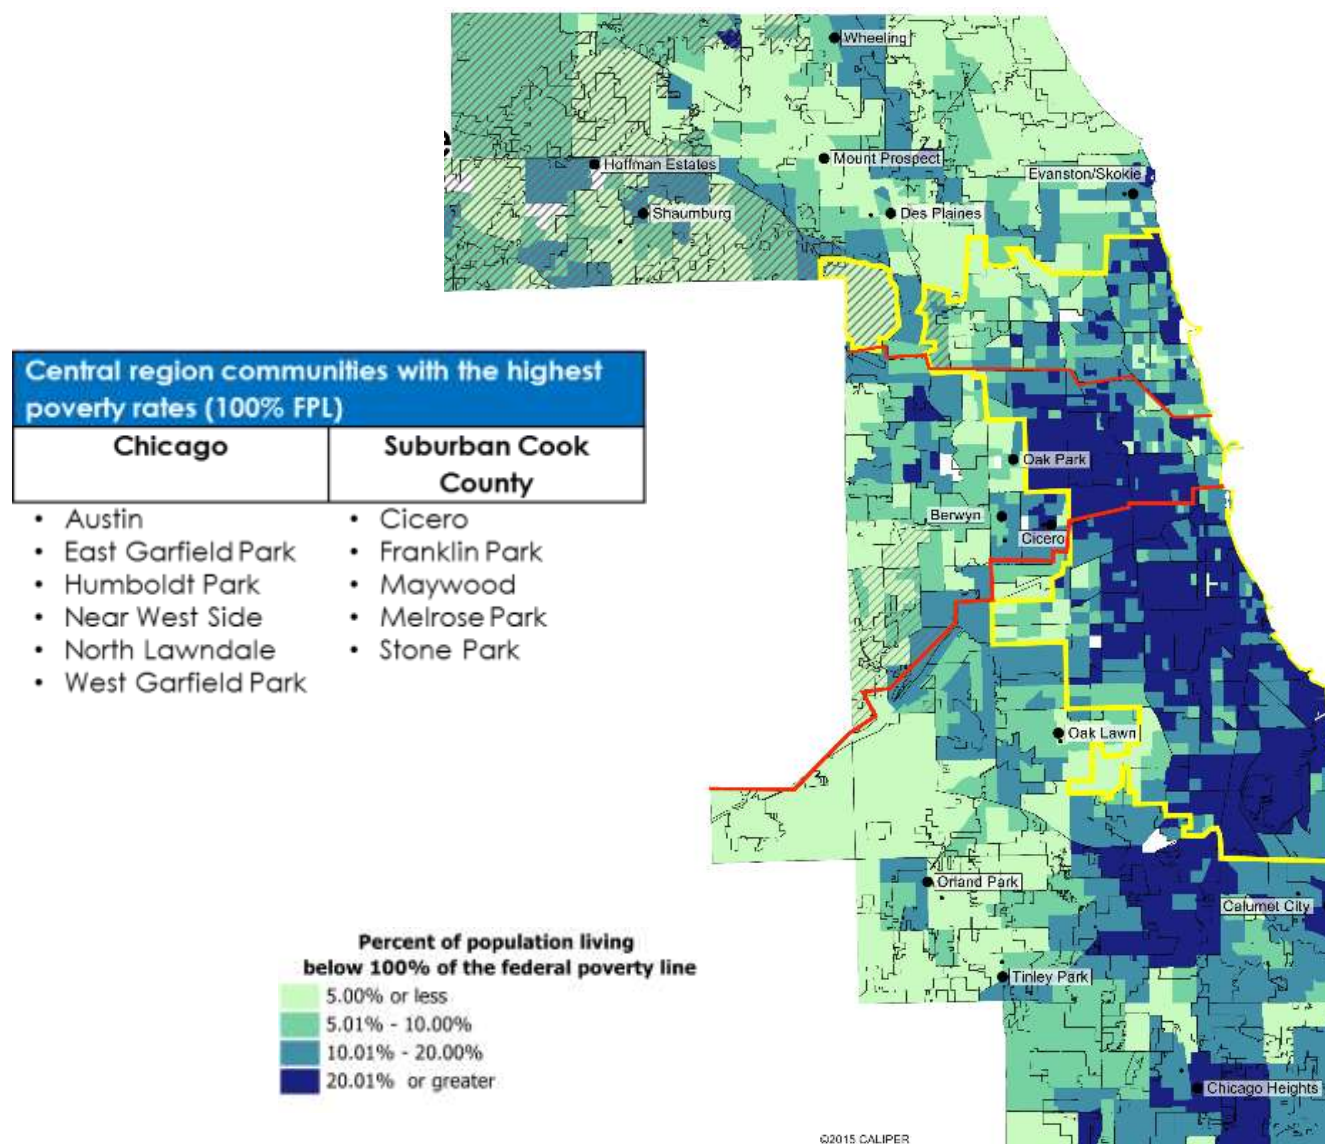 Wheeling
Mount Prospect
Evanston/Skokie
Hoffman Estates
Shaumburg
Des Plaines
Central region communities with the highest
poverty rates (100% FPL)
Chicago
Suburban Cook
County
• Austin
• East Garfield Park
• Humboldt Park
• Near West Side
• North Lawndale
• West Garfield Park
• Cicero
• Franklin Park
• Maywood
• Melrose Park
• Stone Park
Oak Park
Berwyn
Cicero
Oak Lawn
Orland Park
Calumet City
Tinley Park
Chicago Heights
Percent of population living
below 100% of the federal poverty line
5.00% or less
5.01% - 10.00%
10.01% - 20.00%
20.01% or greater
©2015 CALIPER